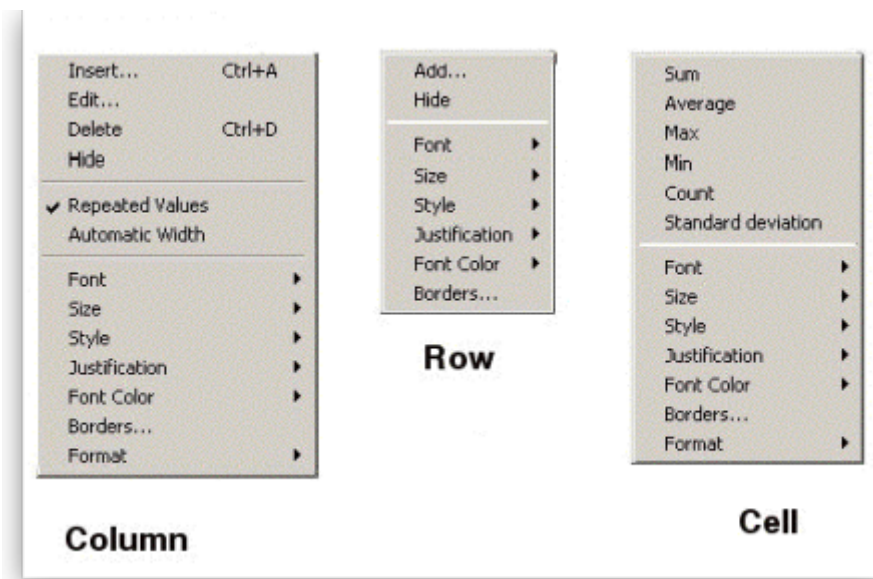 Insert... Ctrl+A
Edit...
Delete Ctrl+D
Hide
Repeated Values
Automatic Width
Font
Size
Style
Justification
Font Color
Borders...
Format
Column
Add...
Hide
Font
Size
Style
Justification
Font Color
Borders...
Row
Sum
Average
Max
Min
Count
Standard deviation
Font
Size
Style
Justification
Font Color
Borders...
Format
Cell